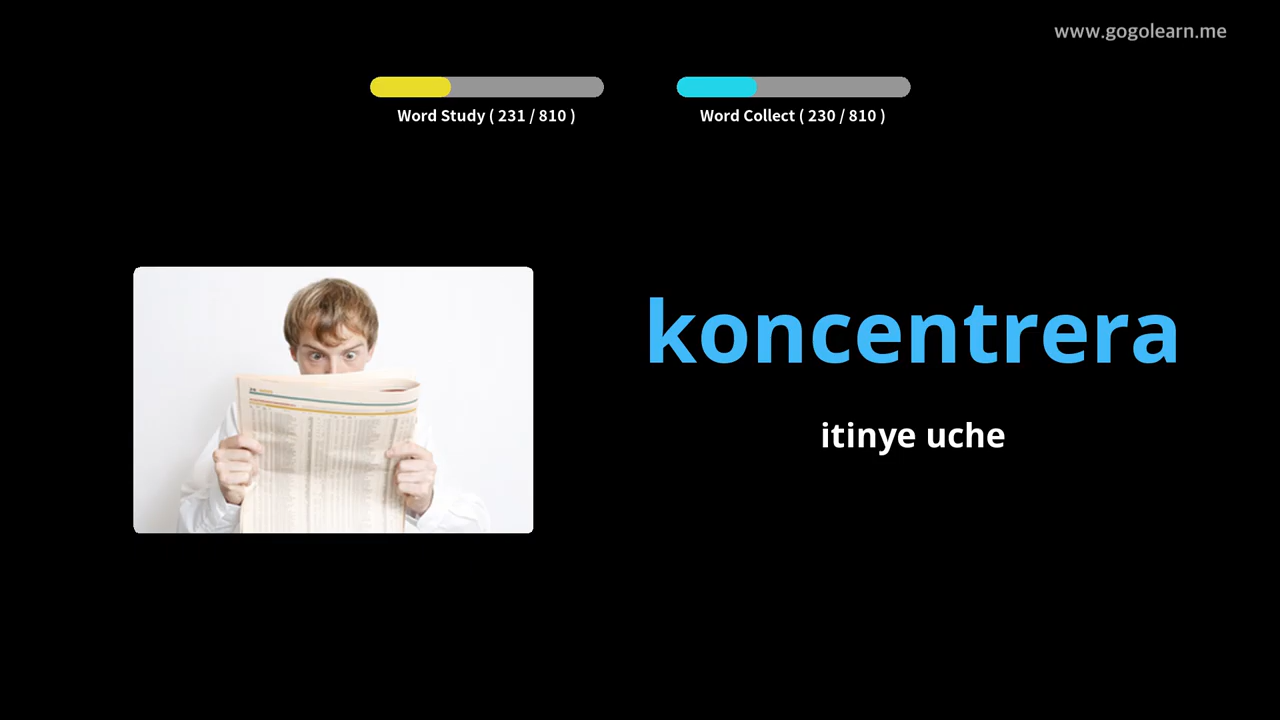 www.gogolearn.me
Word Study ( 231 / 810 )
Word Collect ( 230 / 810 )
koncentrera
itinye uche